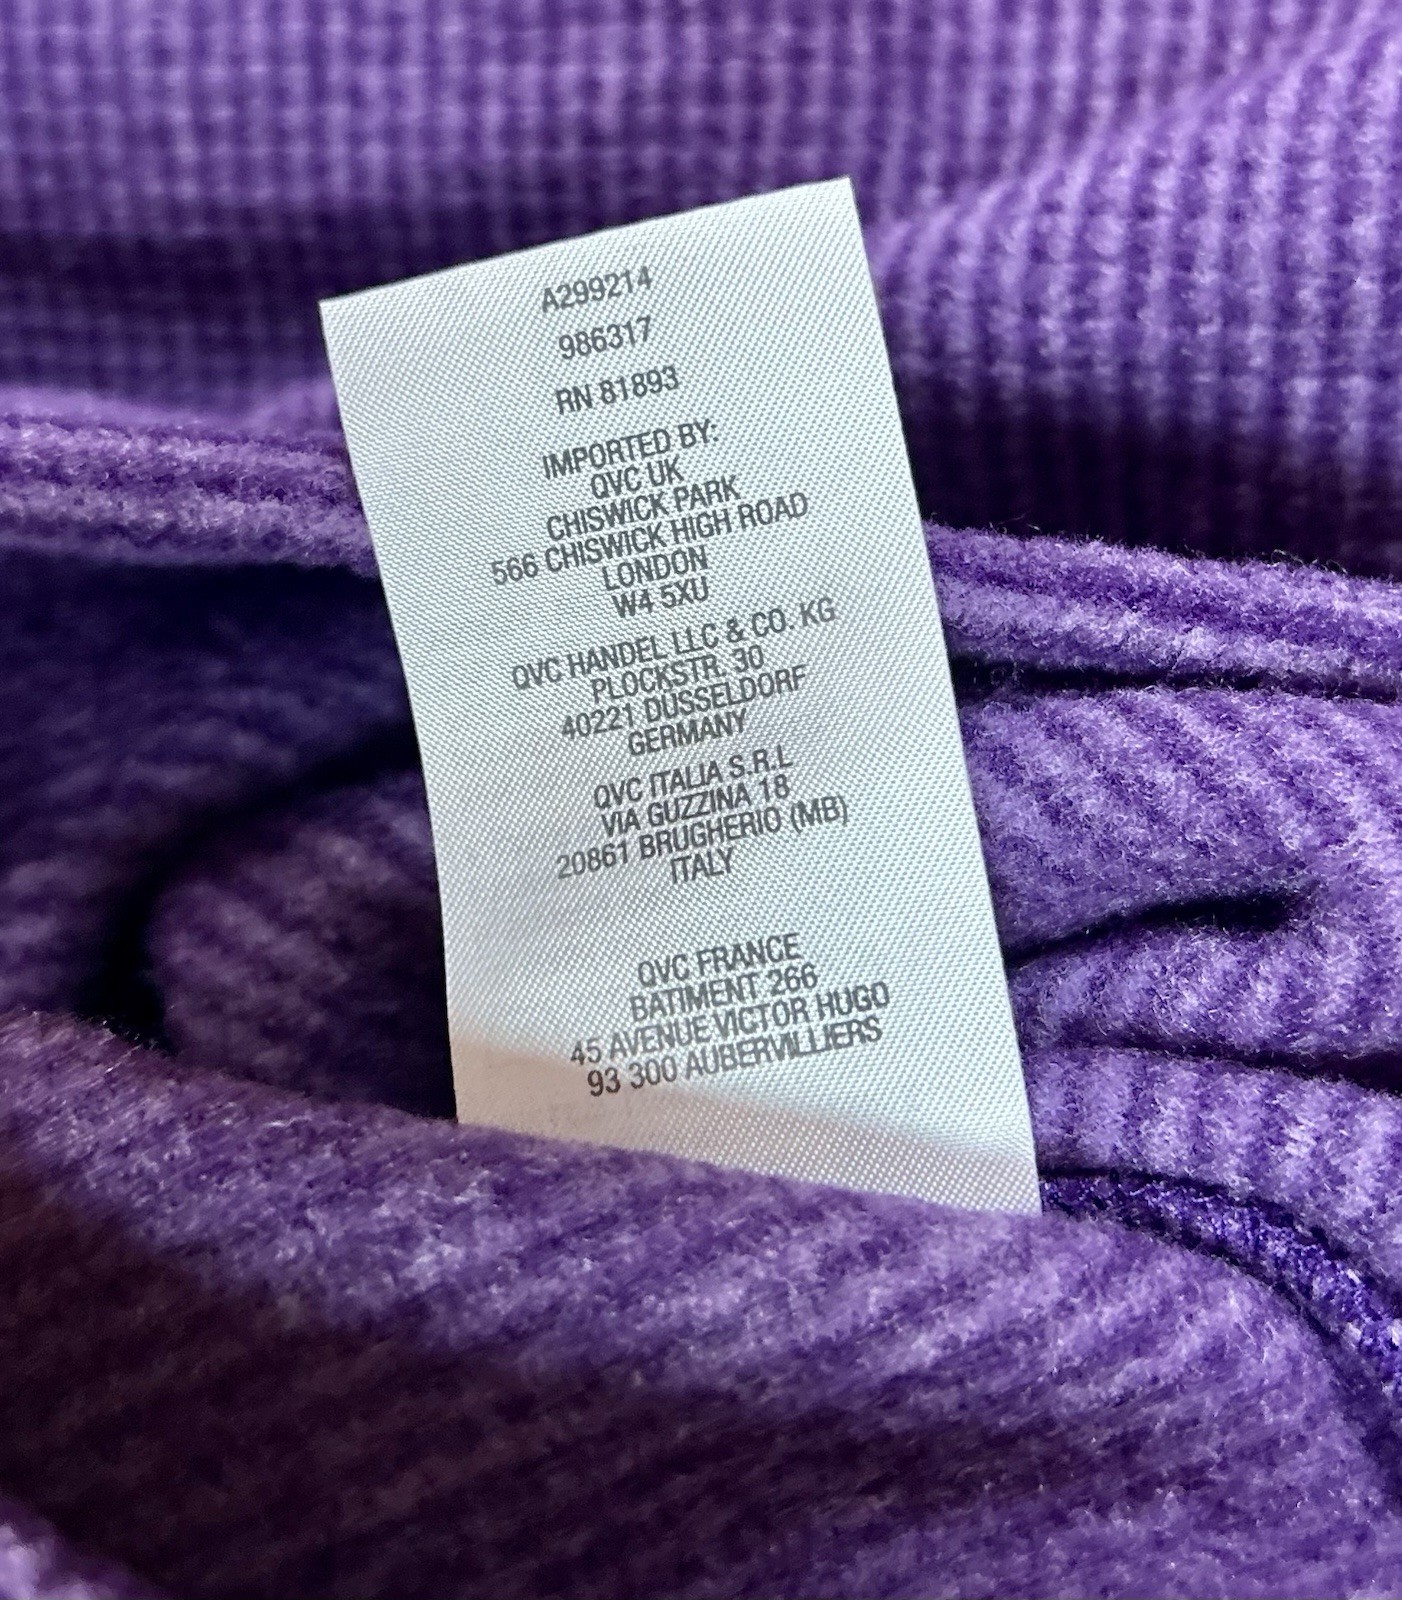 A299214
986317
RN 81893
IMPORTED BY:
QVC UK
CHISWICK PARK
566 CHISWICK HIGH ROAD
LONDON
W4 5XU
QVC HANDEL LLC & CO. KG
PLOCKSTR. 30
40221 DUSSELDORF
GERMANY
QVC ITALIA S.R.L
VIA GUZZINA 18
20861 BRUGHERIO (MB)
ITALY
QVC FRANCE
BATIMENT 266
45 AVENUE VICTOR HUGO
93 300 AUBERVILLIERS